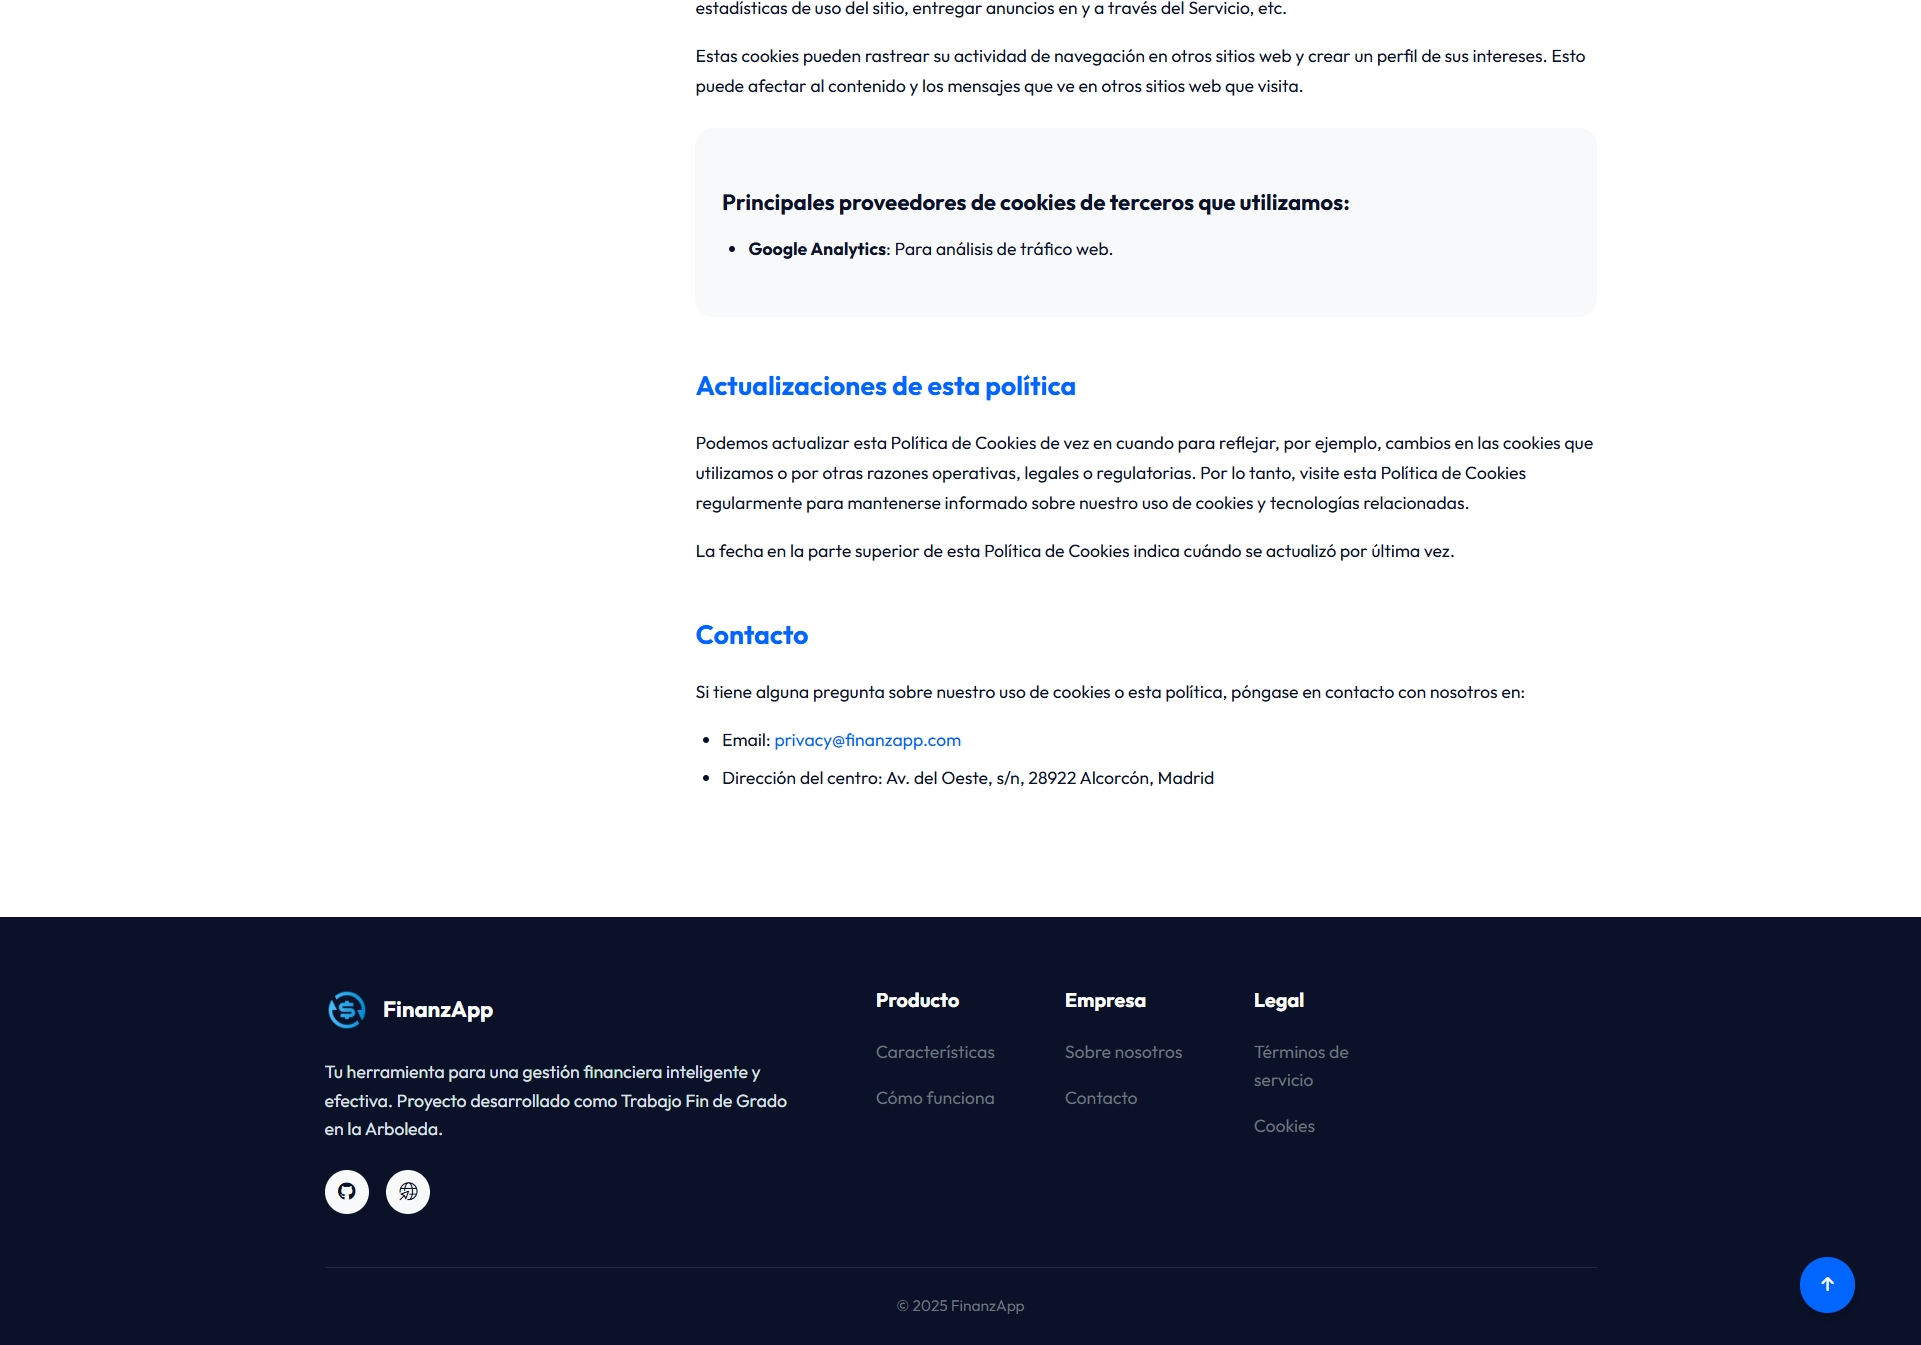 estadísticas de uso del sitio, entregar anuncios en y a través del Servicio, etc.
Estas cookies pueden rastrear su actividad de navegación en otros sitios web y crear un perfil de sus intereses. Esto
puede afectar al contenido y los mensajes que ve en otros sitios web que visita.
Principales proveedores de cookies de terceros que utilizamos:
• Google Analytics: Para análisis de tráfico web.
Actualizaciones de esta política
Podemos actualizar esta Política de Cookies de vez en cuando para reflejar, por ejemplo, cambios en las cookies que
utilizamos o por otras razones operativas, legales o regulatorias. Por lo tanto, visite esta Política de Cookies
regularmente para mantenerse informado sobre nuestro uso de cookies y tecnologías relacionadas.
La fecha en la parte superior de esta Política de Cookies indica cuándo se actualizó por última vez.
Contacto
Si tiene alguna pregunta sobre nuestro uso de cookies o esta política, póngase en contacto con nosotros en:
• Email: privacy@finanzapp.com
• Dirección del centro: Av. del Oeste, s/n, 28922 Alcorcón, Madrid
FinanzApp
Tu herramienta para una gestión financiera inteligente y
efectiva. Proyecto desarrollado como Trabajo Fin de Grado
en la Arboleda.
Producto
Características
Cómo funciona
Empresa
Sobre nosotros
Contacto
Legal
Términos de
servicio
Cookies
© 2025 FinanzApp